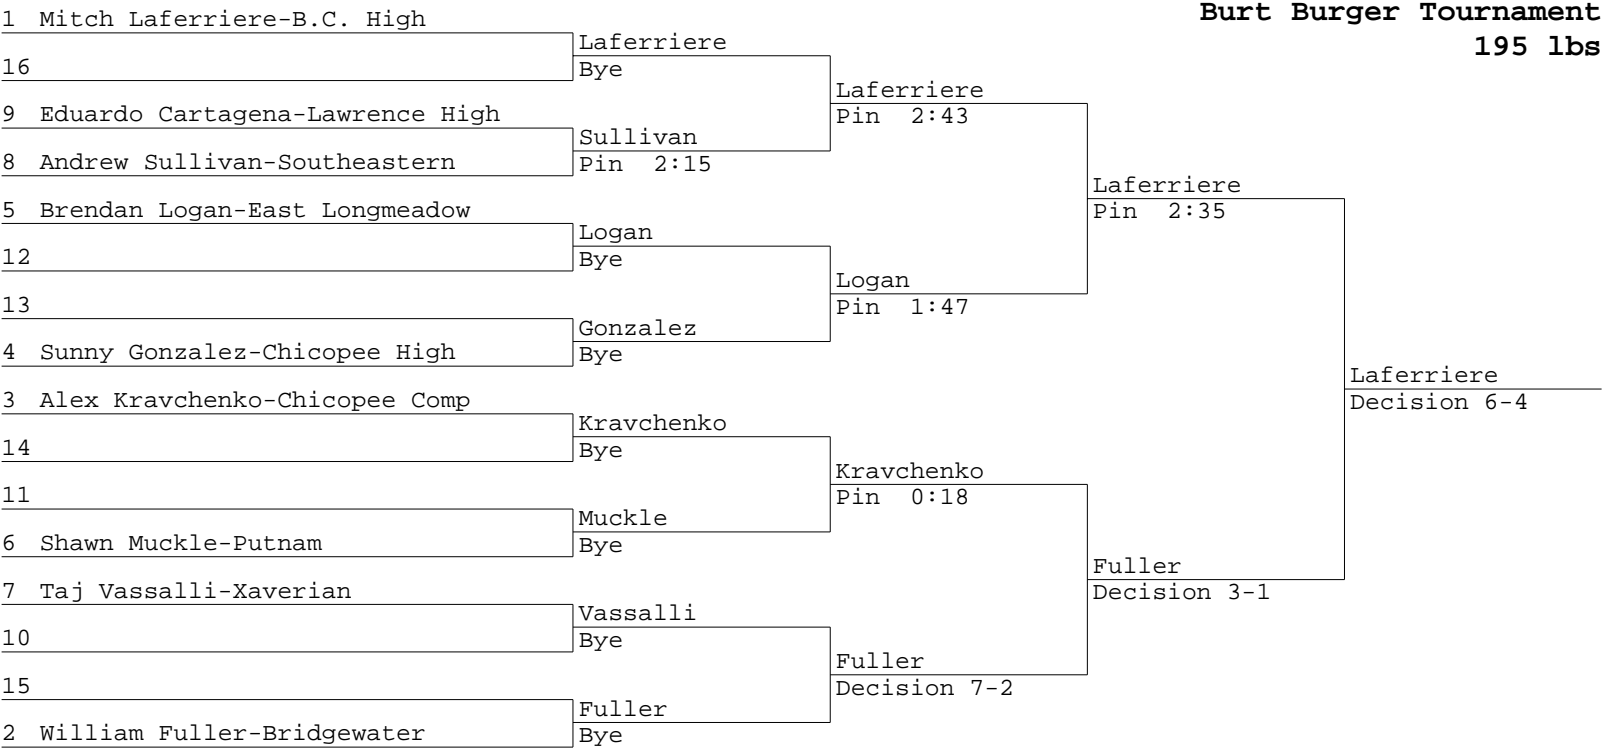 Burt Burger Tournament
195 lbs
1 Mitch Laferriere-B.C. High
16
9 Eduardo Cartagena-Lawrence High
8 Andrew Sullivan-Southeastern
5 Brendan Logan-East Longmeadow
12
13
4 Sunny Gonzalez-Chicopee High
3 Alex Kravchenko-Chicopee Comp
14
11
6 Shawn Muckle-Putnam
7 Taj Vassalli-Xaverian
10
15
2 William Fuller-Bridgewater
Laferriere
Bye
Sullivan
Pin 2:15
Logan
Bye
Gonzalez
Bye
Kravchenko
Bye
Muckle
Bye
Vassalli
Bye
Fuller
Bye
Laferriere
Pin 2:43
Logan
Pin 1:47
Kravchenko
Pin 0:18
Fuller
Decision 7-2
Laferriere
Pin 2:35
Fuller
Decision 3-1
Laferriere
Decision 6-4